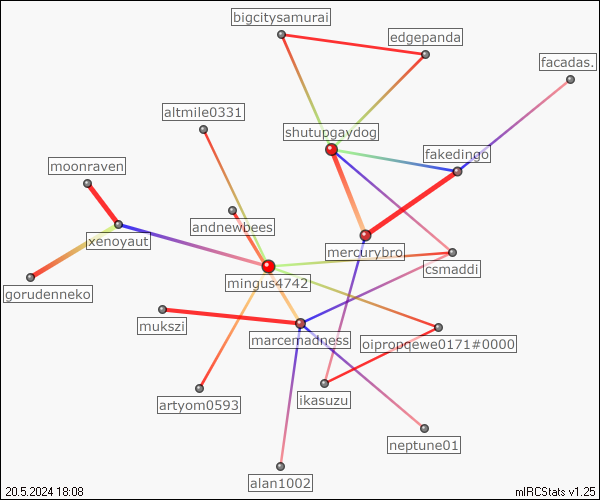 bigcitysamurai
edgepanda
facadas.
altmile0331
shutupgaydog
fakedingo
moonraven
andnewbees
xenoyaut
mercurybro
csmaddi
gorudenneko
mingus4742
mukszi
marcemadness
oipropqewe0171#0000
artyom0593
ikasuzu
neptune01
alan1002
20.5.2024 18:08
mIRCStats v1.25